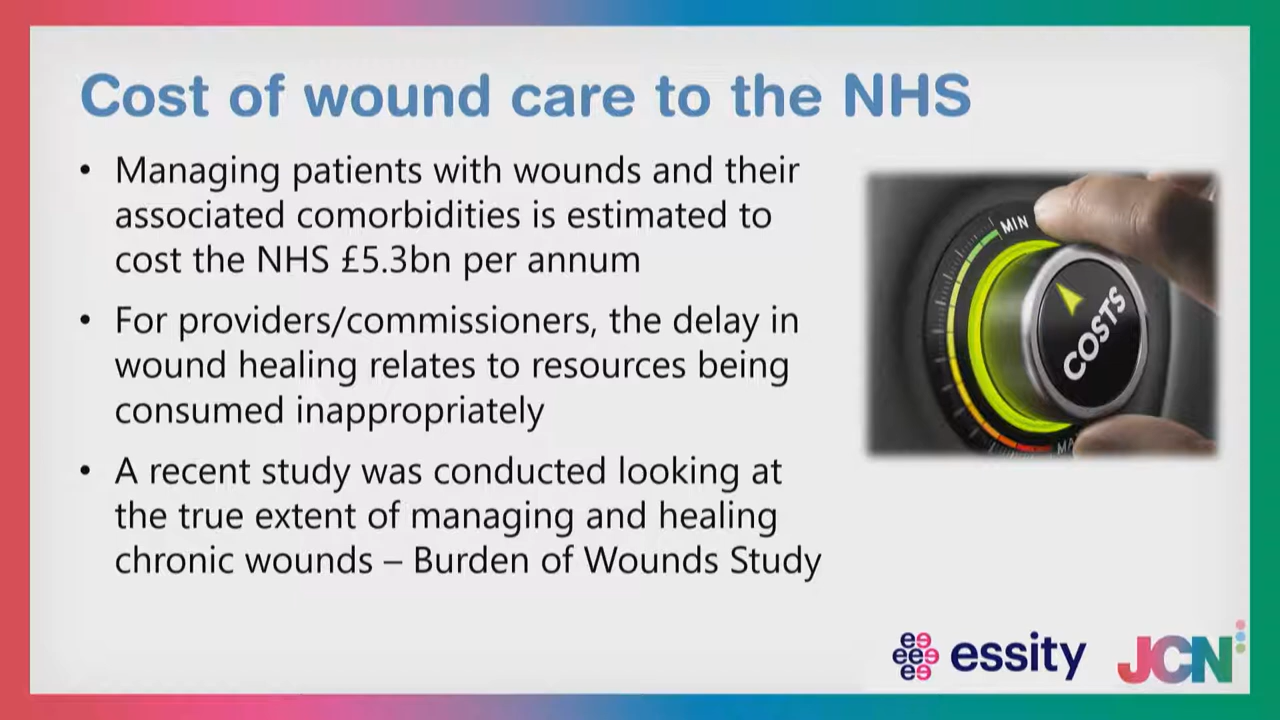 Cost of wound care to the NHS
• Managing patients with wounds and their
associated comorbidities is estimated to
cost the NHS £5.3bn per annum
• For providers/commissioners, the delay in
wound healing relates to resources being
consumed inappropriately
• A recent study was conducted looking at
the true extent of managing and healing
chronic wounds – Burden of Wounds Study
MIN
COSTS
essity
JCN